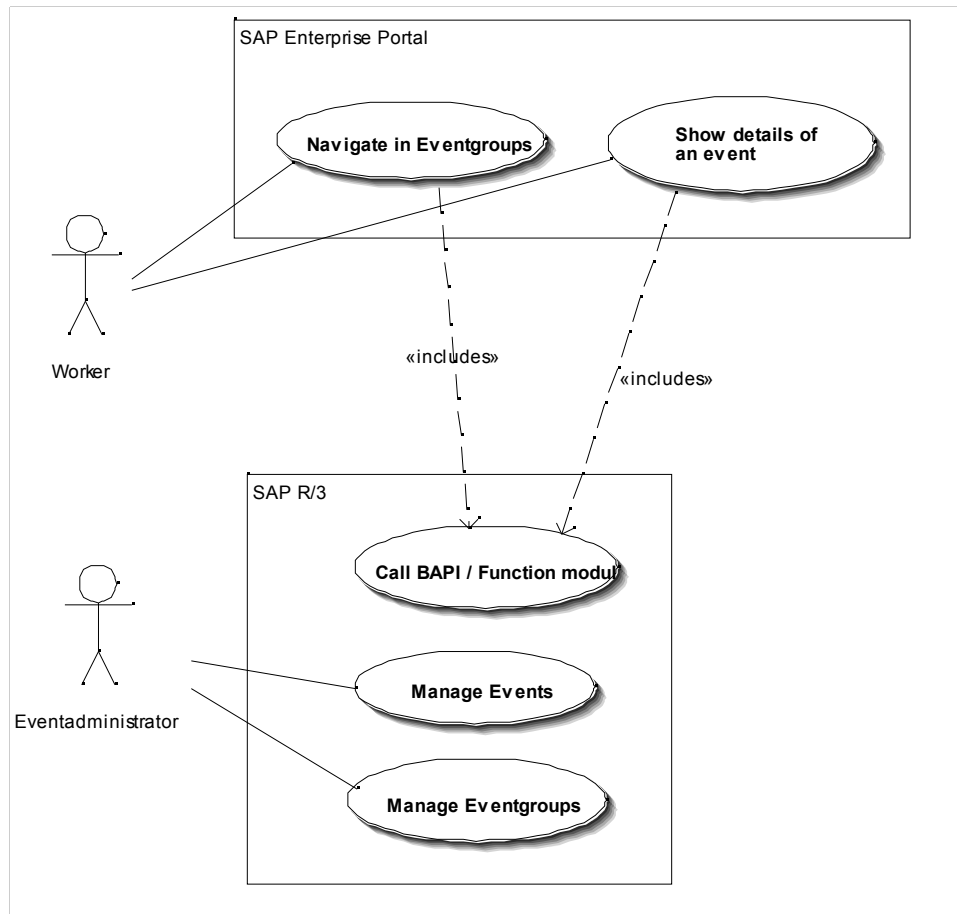 SAP Enterprise Portal
Navigate in Eventgroups
Show details of
an event
Worker
«includes»
«includes»
SAP R/3
Call BAPI / Function modul
Manage Events
Eventadministrator
Manage Eventgroups